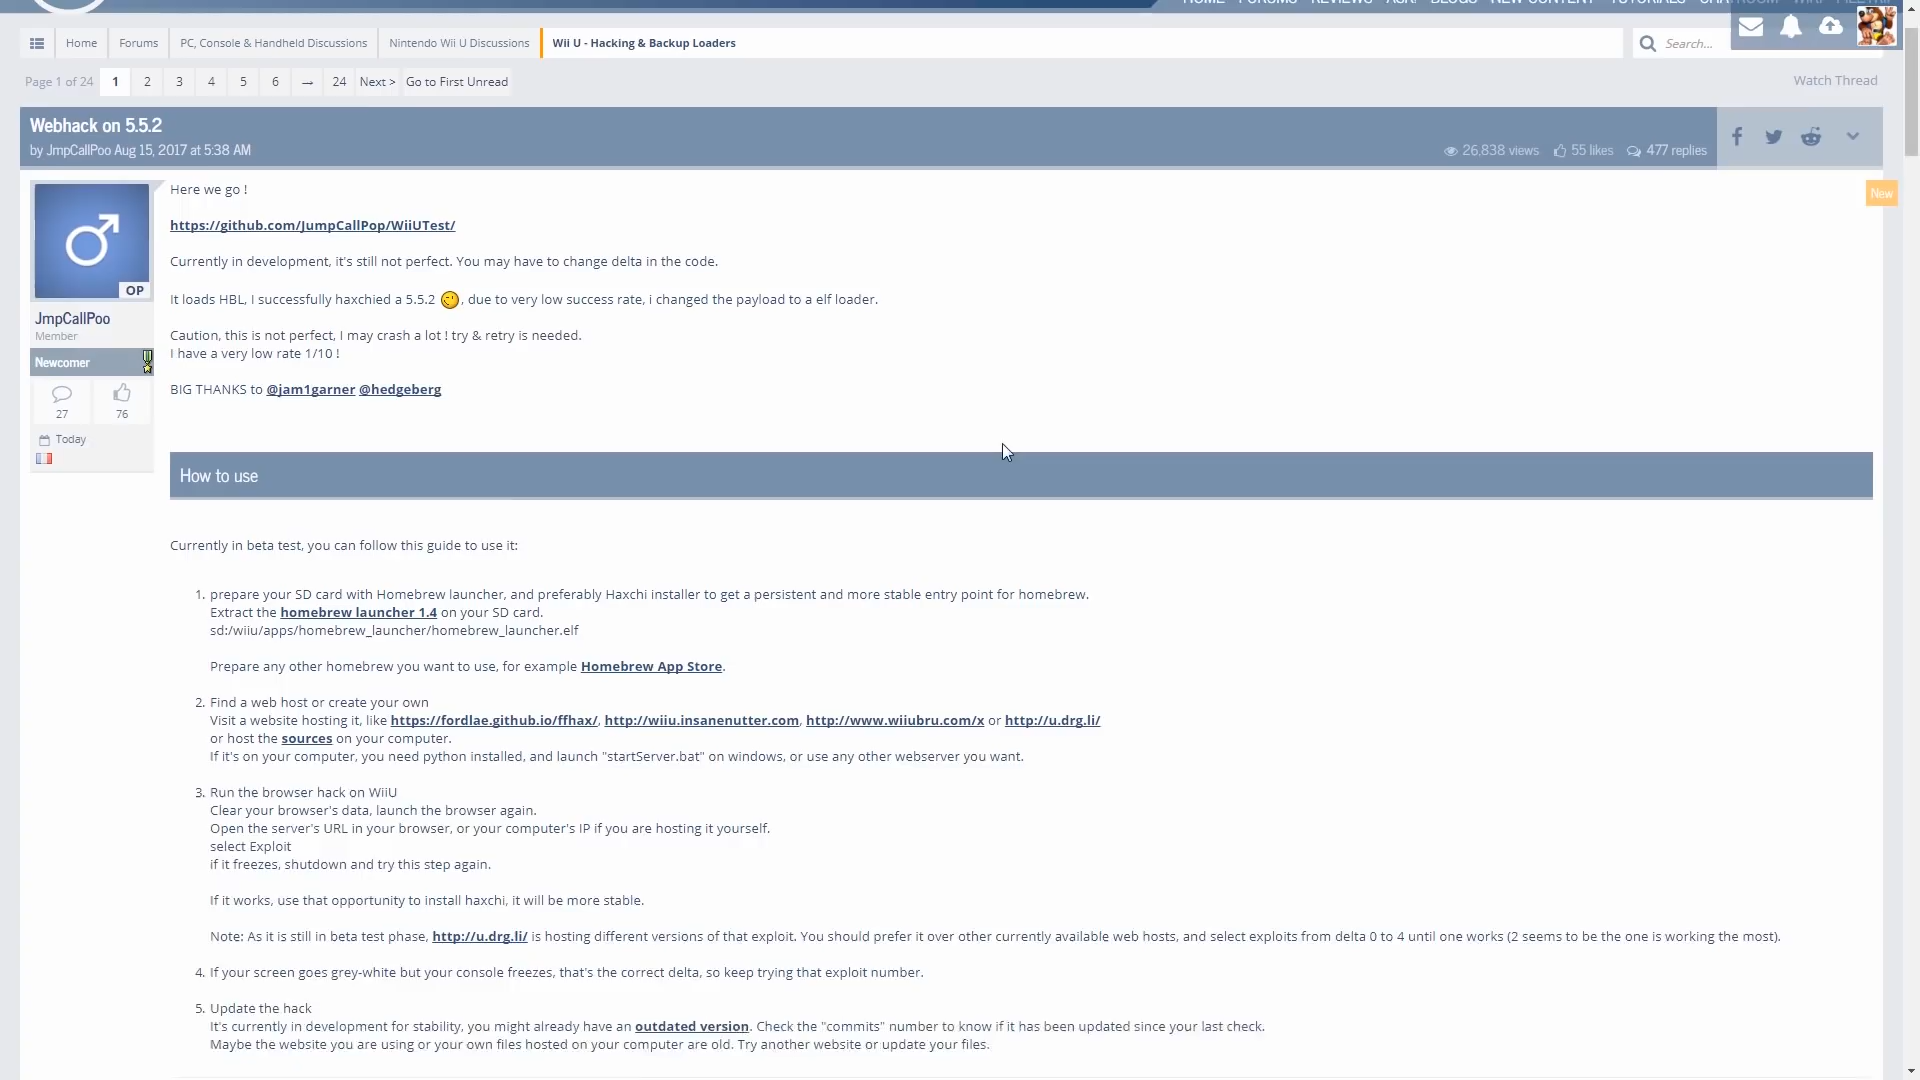 HOME FORUMS REVIEWS ASK! BLOGS NEW CONTENT TUTORIALS CHATROOM WIKI
Home Forums PC, Console & Handheld Discussions Nintendo Wii U Discussions Wii U - Hacking & Backup Loaders
Search...
Page 1 of 24 1 2 3 4 5 6 → 24 Next > Go to First Unread
Watch Thread
Webhack on 5.5.2
by JmpCallPoo Aug 15, 2017 at 5:38 AM
26,838 views 55 likes 477 replies
New
OP
JmpCallPoo
Member
Newcomer
27 76
Today
Here we go !
https://github.com/JumpCallPop/WiiUTest/
Currently in development, it's still not perfect. You may have to change delta in the code.
It loads HBL, I successfully haxchied a 5.5.2 , due to very low success rate, i changed the payload to a elf loader.
Caution, this is not perfect, I may crash a lot ! try & retry is needed.
I have a very low rate 1/10 !
BIG THANKS to @jam1garner @hedgeberg
How to use
Currently in beta test, you can follow this guide to use it:
1. prepare your SD card with Homebrew launcher, and preferably Haxchi installer to get a persistent and more stable entry point for homebrew.
Extract the homebrew launcher 1.4 on your SD card.
sd:/wiiu/apps/homebrew_launcher/homebrew_launcher.elf
Prepare any other homebrew you want to use, for example Homebrew App Store.
2. Find a web host or create your own
Visit a website hosting it, like https://fordlae.github.io/ffhax/, http://wiiu.insanenutter.com, http://www.wiiubru.com/x or http://u.drg.li/
or host the sources on your computer.
If it's on your computer, you need python installed, and launch "startServer.bat" on windows, or use any other webserver you want.
3. Run the browser hack on WiiU
Clear your browser's data, launch the browser again.
Open the server's URL in your browser, or your computer's IP if you are hosting it yourself.
select Exploit
if it freezes, shutdown and try this step again.
If it works, use that opportunity to install haxchi, it will be more stable.
Note: As it is still in beta test phase, http://u.drg.li/ is hosting different versions of that exploit. You should prefer it over other currently available web hosts, and select exploits from delta 0 to 4 until one works (2 seems to be the one is working the most).
4. If your screen goes grey-white but your console freezes, that's the correct delta, so keep trying that exploit number.
5. Update the hack
It's currently in development for stability, you might already have an outdated version. Check the "commits" number to know if it has been updated since your last check.
Maybe the website you are using or your own files hosted on your computer are old. Try another website or update your files.